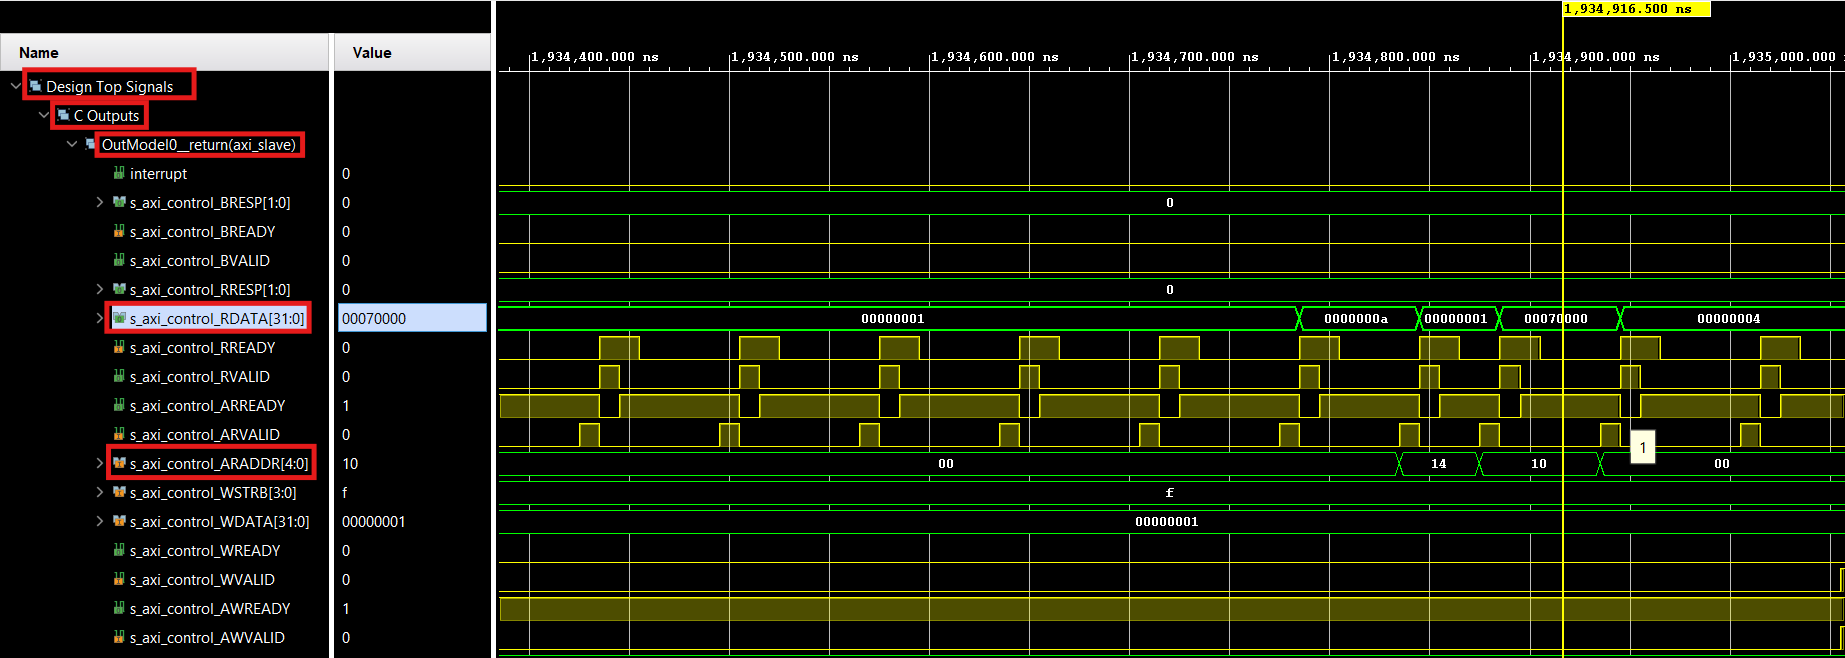 1,934,916.500 ns
Name Value
1,934,400.000 ns 1,934,500.000 ns 1,934,600.000 ns 1,934,700.000 ns 1,934,800.000 ns 1,934,900.000 ns 1,935,000.000
Design Top Signals
C Outputs
OutModel0__return(axi_slave)
interrupt 0
s_axi_control_BRESP[1:0] 0 0
s_axi_control_BREADY 0
s_axi_control_BVALID 0
s_axi_control_RRESP[1:0] 0 0
s_axi_control_RDATA[31:0] 00070000 00000001 0000000a 00000001 00070000 00000004
s_axi_control_RREADY 0
s_axi_control_RVALID 0
s_axi_control_ARREADY 1
s_axi_control_ARVALID 0
1
s_axi_control_ARADDR[4:0] 10 00 14 10 00
s_axi_control_WSTRB[3:0] f f
s_axi_control_WDATA[31:0] 00000001 00000001
s_axi_control_WREADY 0
s_axi_control_WVALID 0
s_axi_control_AWREADY 1
s_axi_control_AWVALID 0